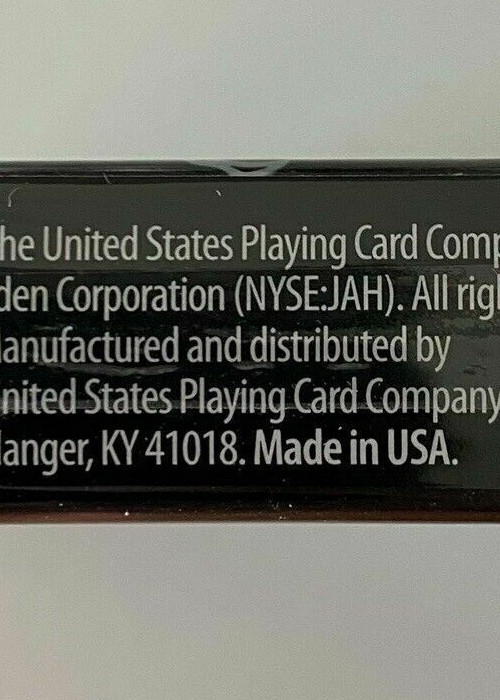 he United States Playing Card Comp
den Corporation (NYSE:JAH). All righ
anufactured and distributed by
nited States Playing Card Company
langer, KY 41018. Made in USA.